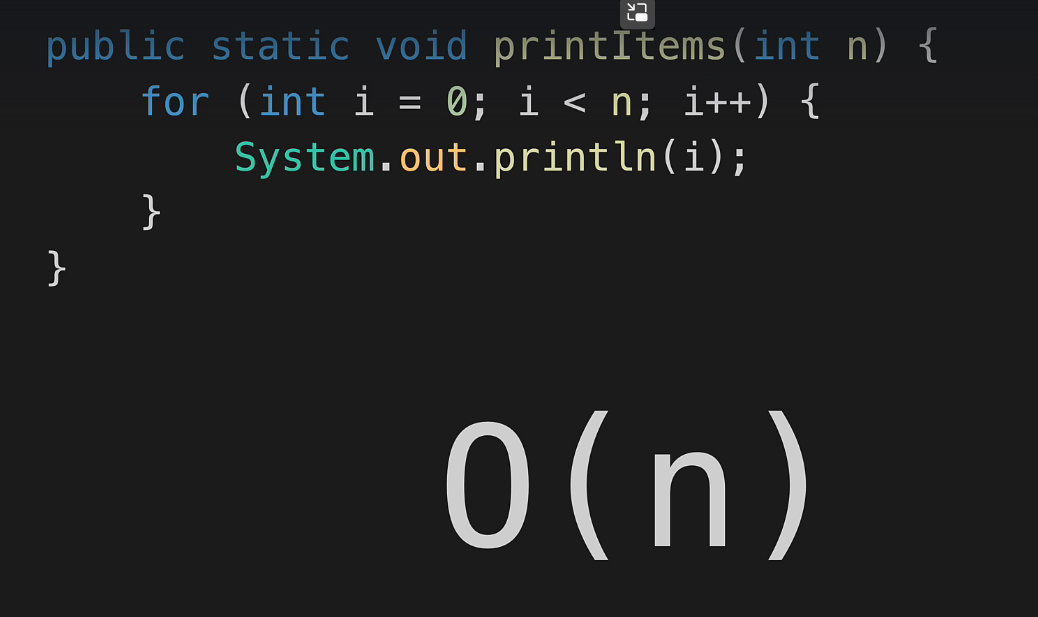 public static void printItems(int n) {
    for (int i = 0; i < n; i++) {
        System.out.println(i);
    }
}
O(n)